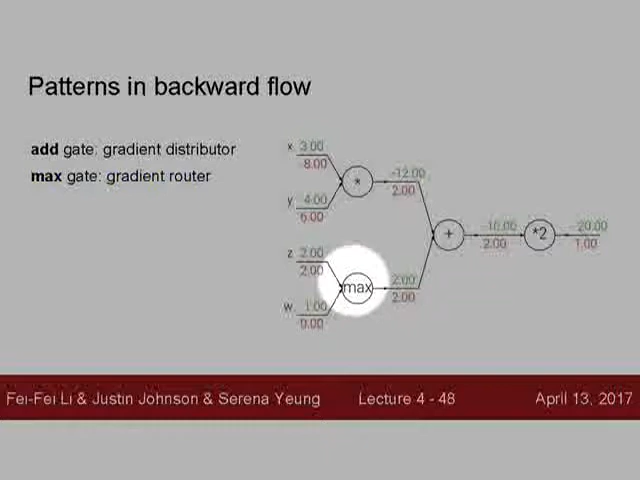 Patterns in backward flow
add gate: gradient distributor
max gate: gradient router
x 3.00
-8.00
*
-12.00
2.00
y -4.00
6.00
+
-10.00
2.00
*2
-20.00
1.00
z 2.00
2.00
max
2.00
2.00
w -1.00
0.00
Fei-Fei Li & Justin Johnson & Serena Yeung
Lecture 4 - 48
April 13, 2017